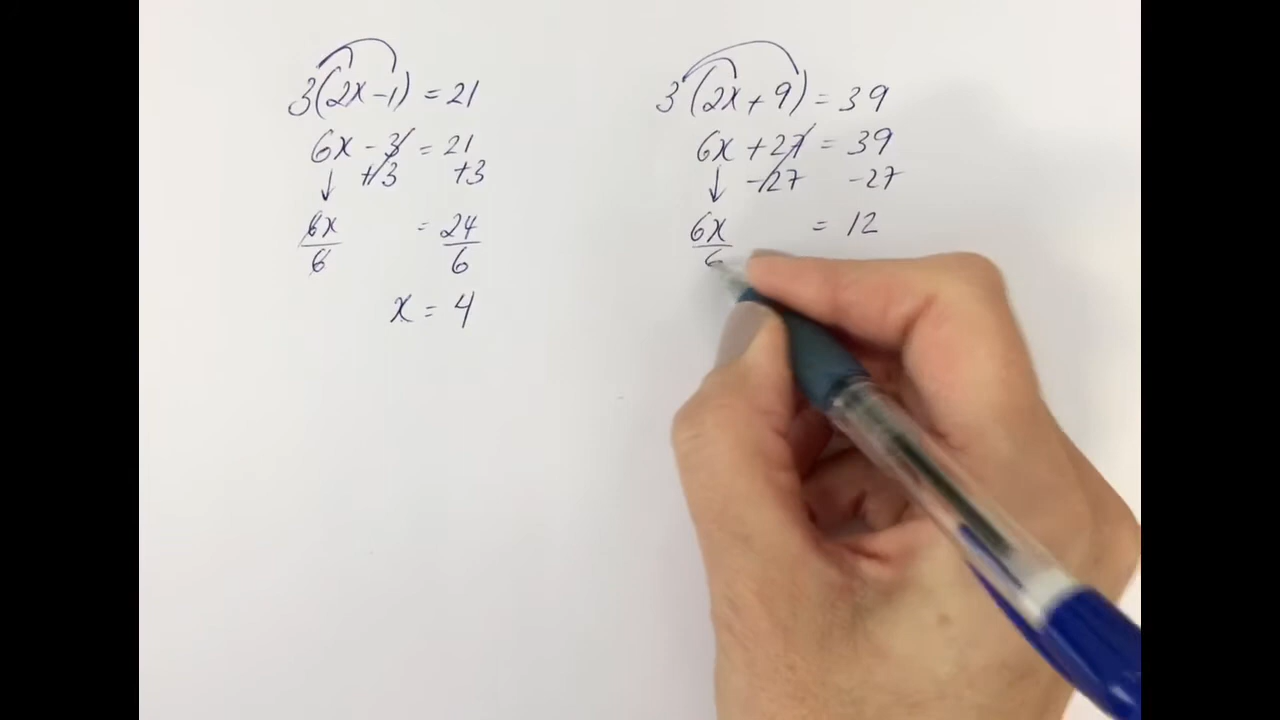 3(2x-1) = 21
6x - 3 = 21
+3 +3
6x = 24
6 6
x = 4
3(2x+9) = 39
6x + 27 = 39
-27 -27
6x = 12
6